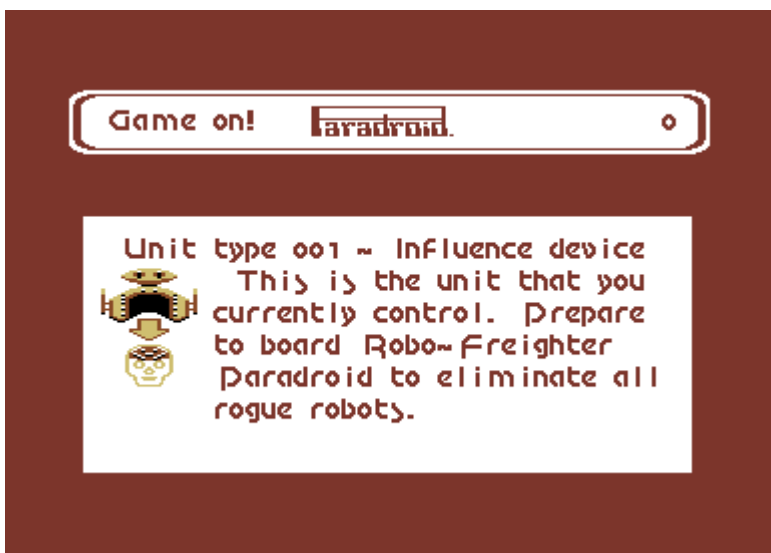 Game on! Paradroid. 0
Unit type 001 ~ Influence device
This is the unit that you
currently control. Prepare
to board Robo~Freighter
Paradroid to eliminate all
rogue robots.